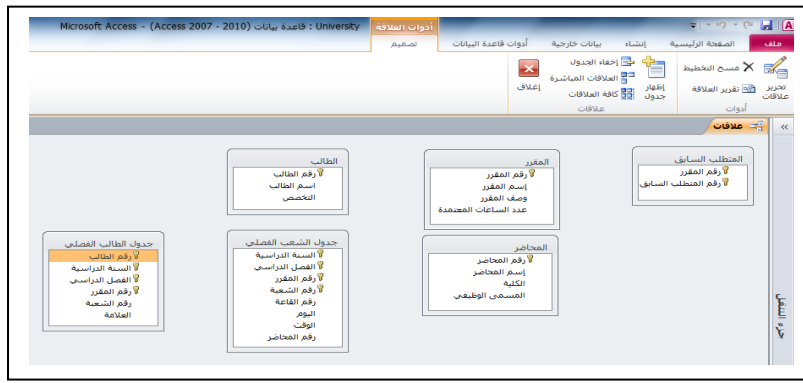 University : قاعدة بيانات (Access 2007 - 2010) - Microsoft Access
أدوات العلاقة
ملف
الصفحة الرئيسية
إنشاء
بيانات خارجية
أدوات قاعدة البيانات
تصميم
تحرير علاقات
مسح التخطيط
تقرير العلاقة
أدوات
إظهار جدول
إخفاء الجدول
العلاقات المباشرة
كافة العلاقات
علاقات
إغلاق
علاقات
جزء التنقل
المتطلب السابق
رقم المقرر
رقم المتطلب السابق
المقرر
رقم المقرر
إسم المقرر
وصف المقرر
عدد الساعات المعتمدة
الطالب
رقم الطالب
اسم الطالب
التخصص
المحاضر
رقم المحاضر
إسم المحاضر
الكلية
المسمى الوظيفي
جدول الشعب الفصلي
السنة الدراسية
الفصل الدراسي
رقم المقرر
رقم الشعبة
رقم القاعة
اليوم
الوقت
رقم المحاضر
جدول الطالب الفصلي
رقم الطالب
السنة الدراسية
الفصل الدراسي
رقم المقرر
رقم الشعبة
العلامة